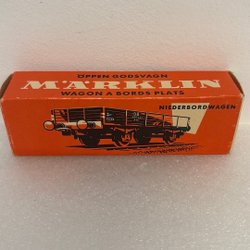 ÖPPEN GODSVAGN
MÄRKLIN
WAGON A BORDS PLATS
NIEDERBORDWAGEN